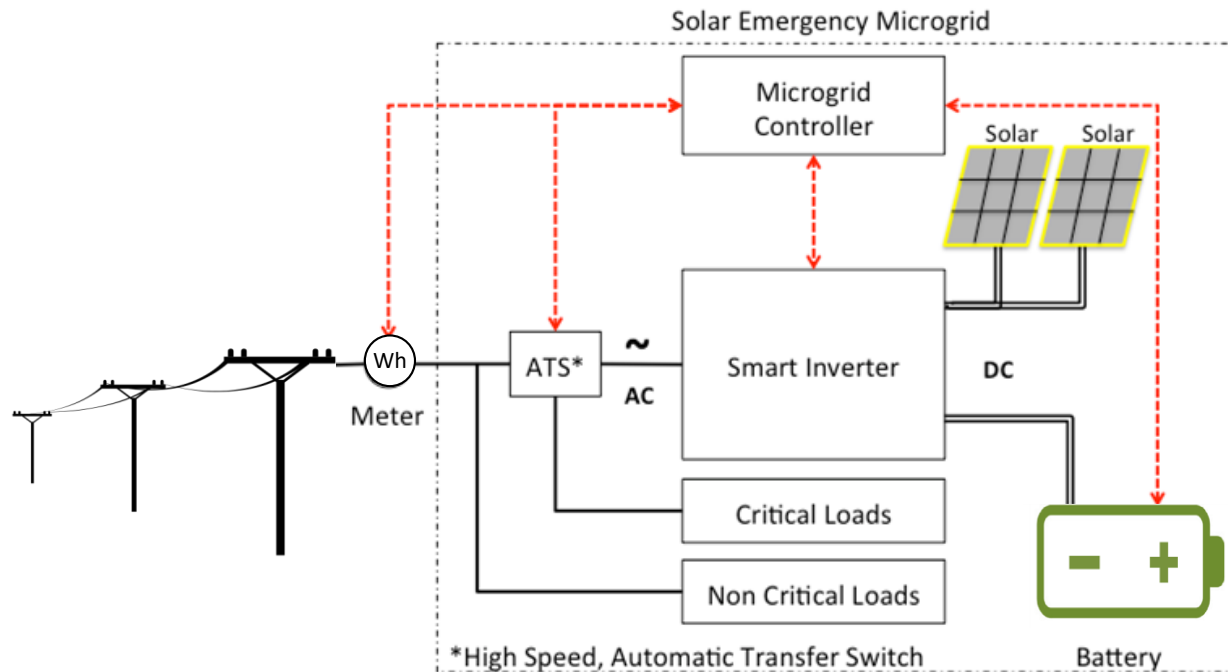 Solar Emergency Microgrid
Microgrid
Controller
Solar
Solar
Wh
Meter
ATS*
~
AC
Smart Inverter
DC
Critical Loads
Non Critical Loads
*High Speed, Automatic Transfer Switch
Battery